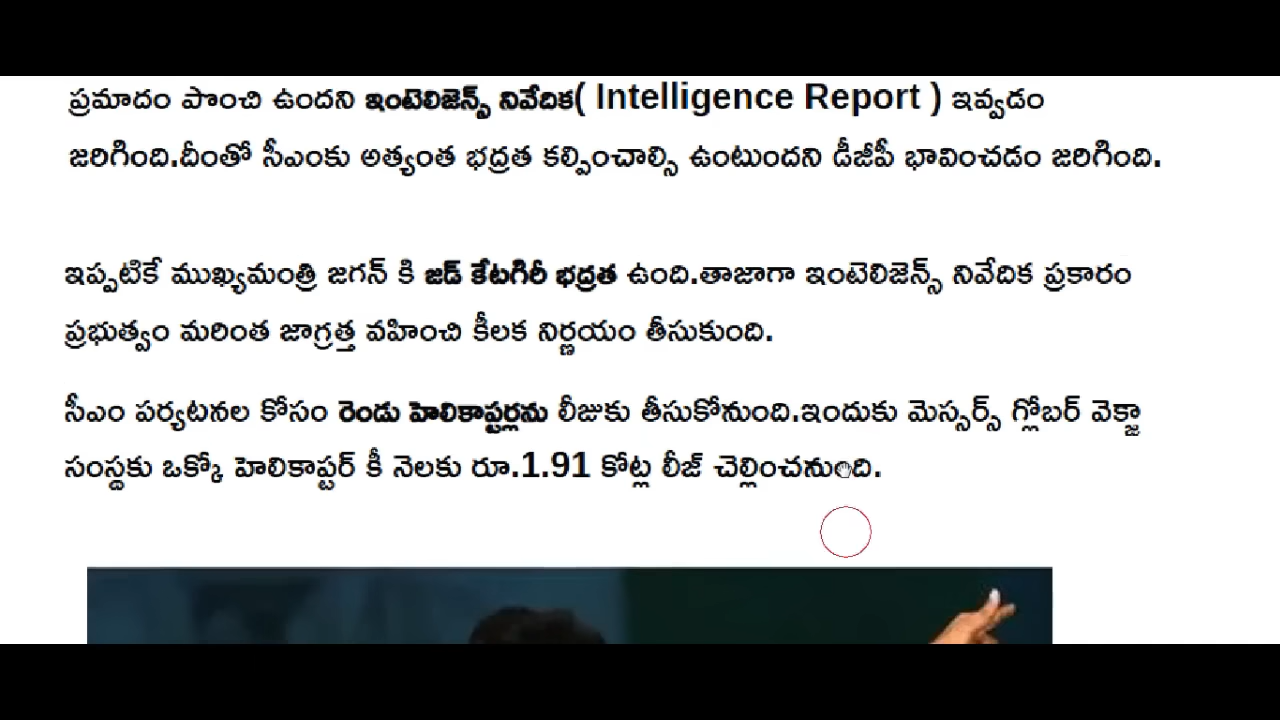 ప్రమాదం పొంచి ఉందని ఇంటెలిజెన్స్ నివేదిక( Intelligence Report ) ఇవ్వడం
జరిగింది.దీంతో సీఎంకు అత్యంత భద్రత కల్పించాల్సి ఉంటుందని డీజీపీ భావించడం జరిగింది.
ఇప్పటికే ముఖ్యమంత్రి జగన్ కి జడ్ కేటగిరీ భద్రత ఉంది.తాజాగా ఇంటెలిజెన్స్ నివేదిక ప్రకారం
ప్రభుత్వం మరింత జాగ్రత్త వహించి కీలక నిర్ణయం తీసుకుంది.
సీఎం పర్యటనల కోసం రెండు హెలికాప్టర్లను లీజుకు తీసుకోనుంది.ఇందుకు మెస్సర్స్ గ్లోబర్ వెక్జ్రా
సంస్థకు ఒక్కో హెలికాప్టర్ కీ నెలకు రూ.1.91 కోట్ల లీజ్ చెల్లించనుంది.